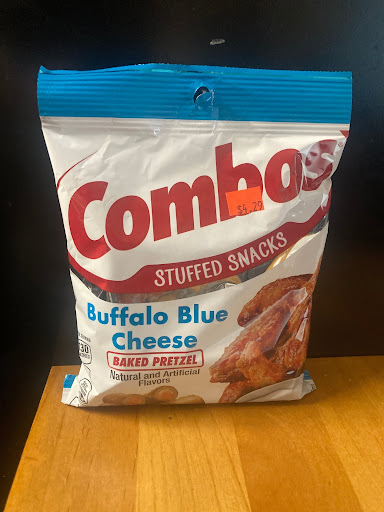 Combos
$4.29
STUFFED SNACKS
Buffalo Blue
Cheese
BAKED PRETZEL
Natural and Artificial
Flavors